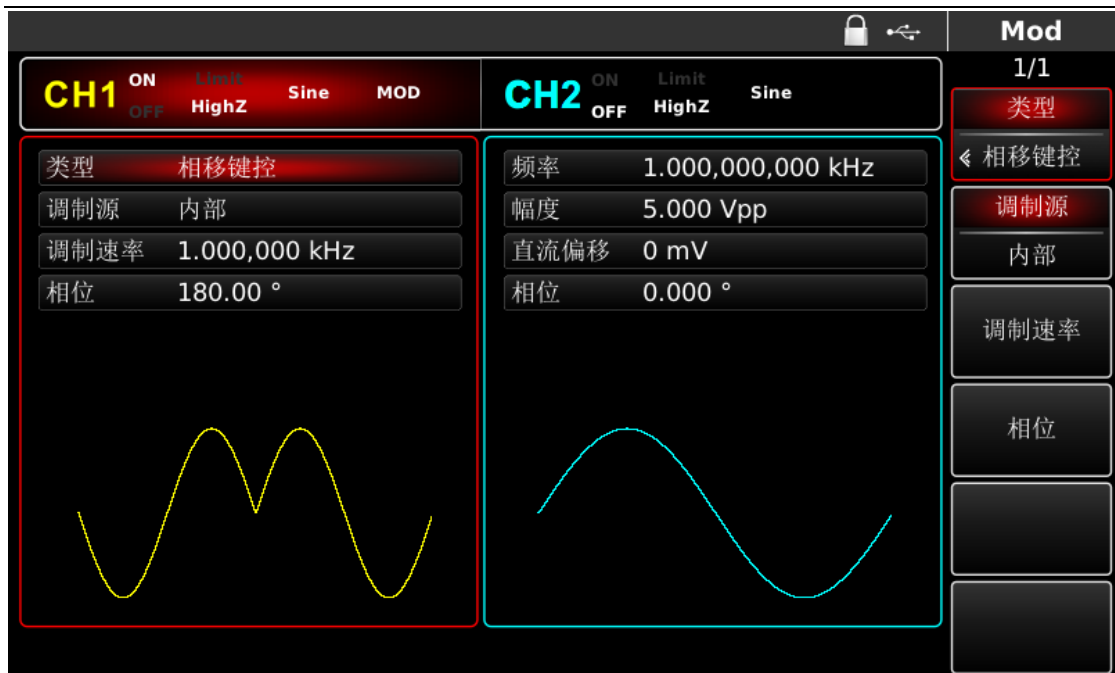 Mod
1/1
CH1 ON OFF Limit HighZ Sine MOD
CH2 ON OFF Limit HighZ Sine
类型 相移键控
调制源 内部
调制速率 1.000,000 kHz
相位 180.00 °
频率 1.000,000,000 kHz
幅度 5.000 Vpp
直流偏移 0 mV
相位 0.000 °
类型
相移键控
调制源
内部
调制速率
相位